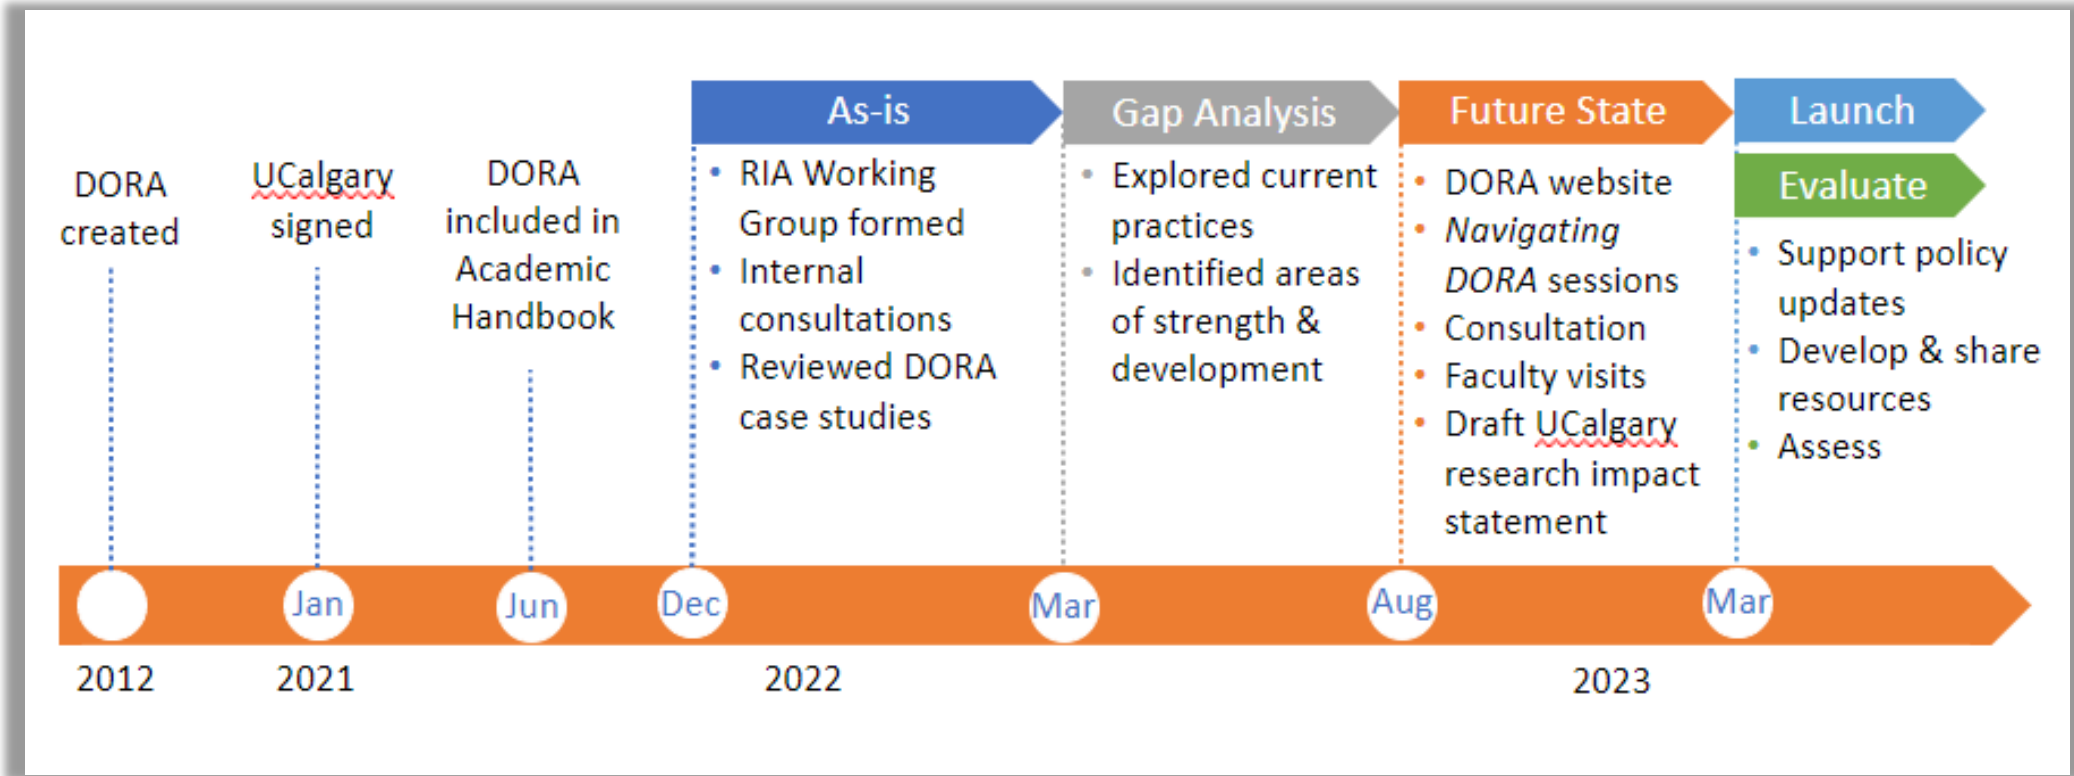 DORA
created
UCalgary
signed
DORA
included in
Academic
Handbook
As-is
• RIA Working
Group formed
• Internal
consultations
• Reviewed DORA
case studies
Gap Analysis
• Explored current
practices
• Identified areas
of strength &
development
Future State
• DORA website
• Navigating
DORA sessions
• Consultation
• Faculty visits
• Draft UCalgary
research impact
statement
Launch
Evaluate
• Support policy
updates
• Develop & share
resources
• Assess
Jan
Jun
Dec
Mar
Aug
Mar
2012
2021
2022
2023